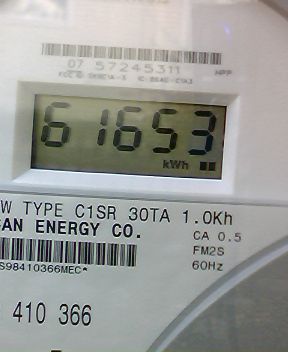 07 57245311
61653
kWh
W TYPE C1SR 30TA 1.0Kh
CAN ENERGY CO.
CA 0.5
FM2S
60Hz
S98410366MEC*
410 366